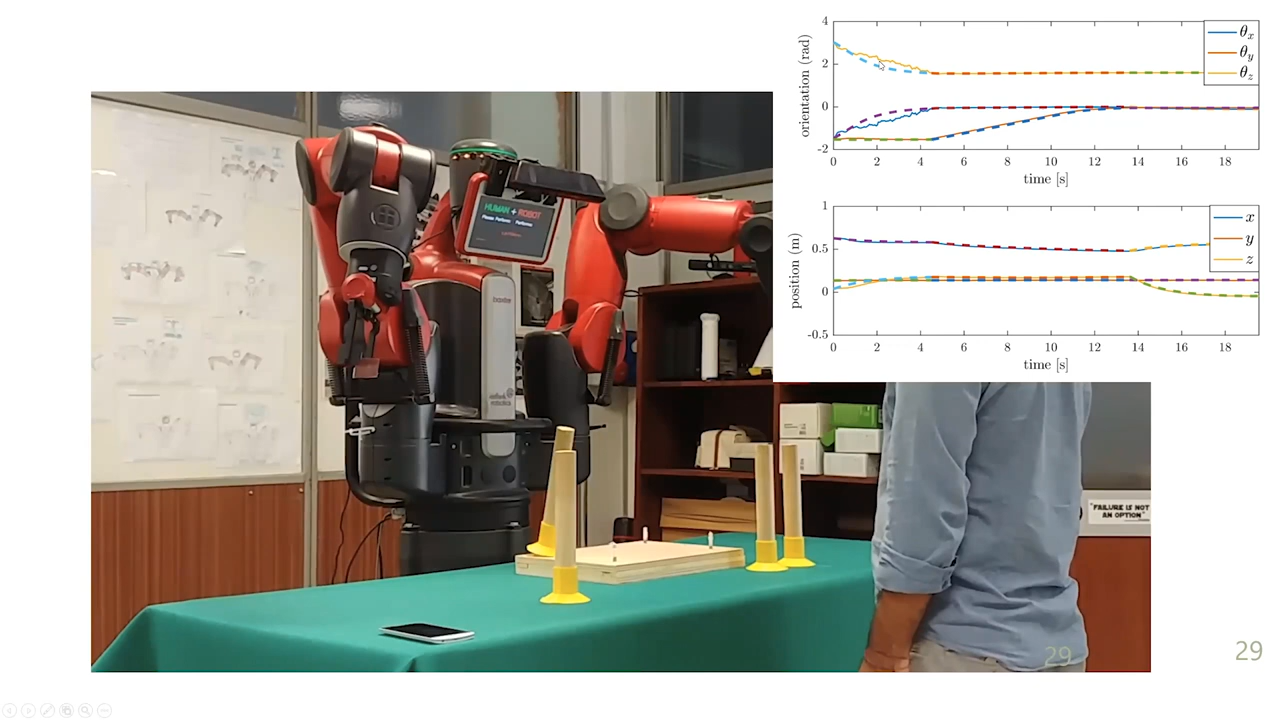 4
2
0
-2
orientation (rad)
θx
θy
θz
0 2 4 6 8 10 12 14 16 18
time [s]
1
0.5
0
-0.5
position (m)
x
y
z
0 2 4 6 8 10 12 14 16 18
time [s]
HUMAN + ROBOT
"FAILURE IS NOT
AN OPTION"
29
29